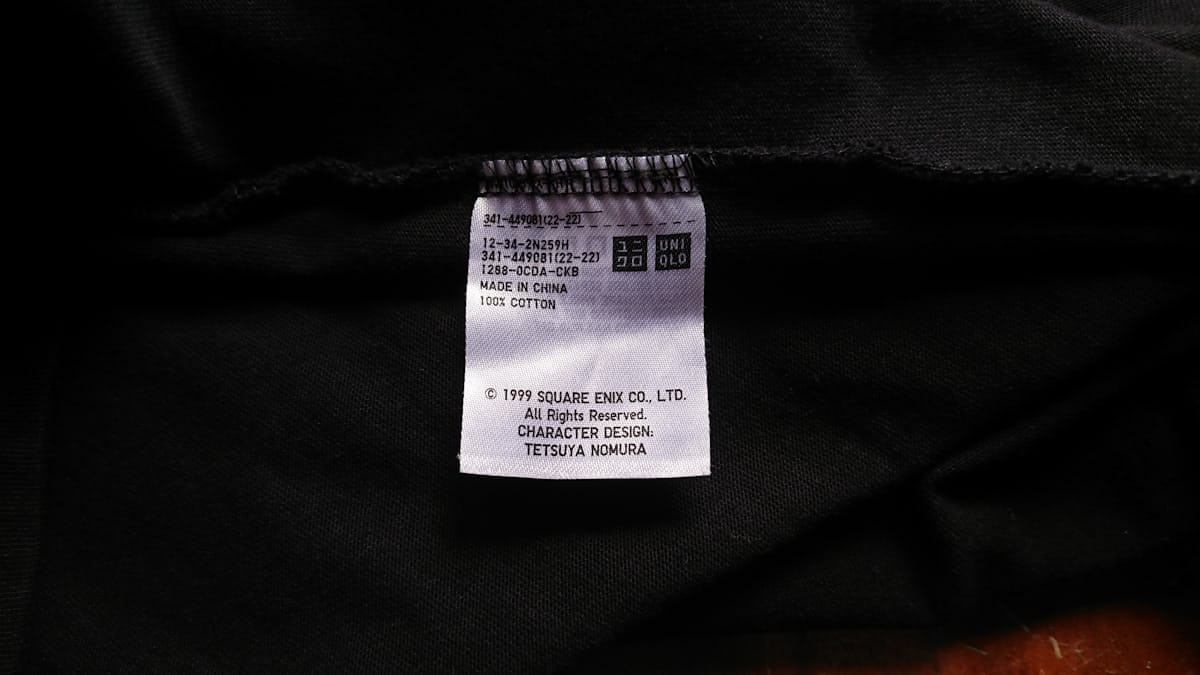 341-449081(22-22)
12-34-2N259H
341-449081(22-22)
1288-0CDA-CKB
MADE IN CHINA
100% COTTON
ユニ
クロ
UNI
QLO
© 1999 SQUARE ENIX CO., LTD.
All Rights Reserved.
CHARACTER DESIGN:
TETSUYA NOMURA